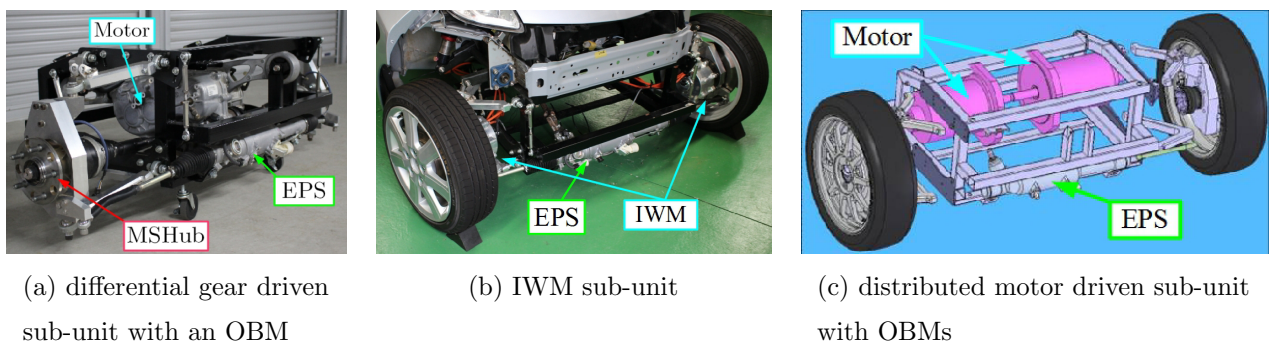 Motor
EPS
MSHub
EPS
IWM
Motor
EPS
(a) differential gear driven
sub-unit with an OBM
(b) IWM sub-unit
(c) distributed motor driven sub-unit
with OBMs